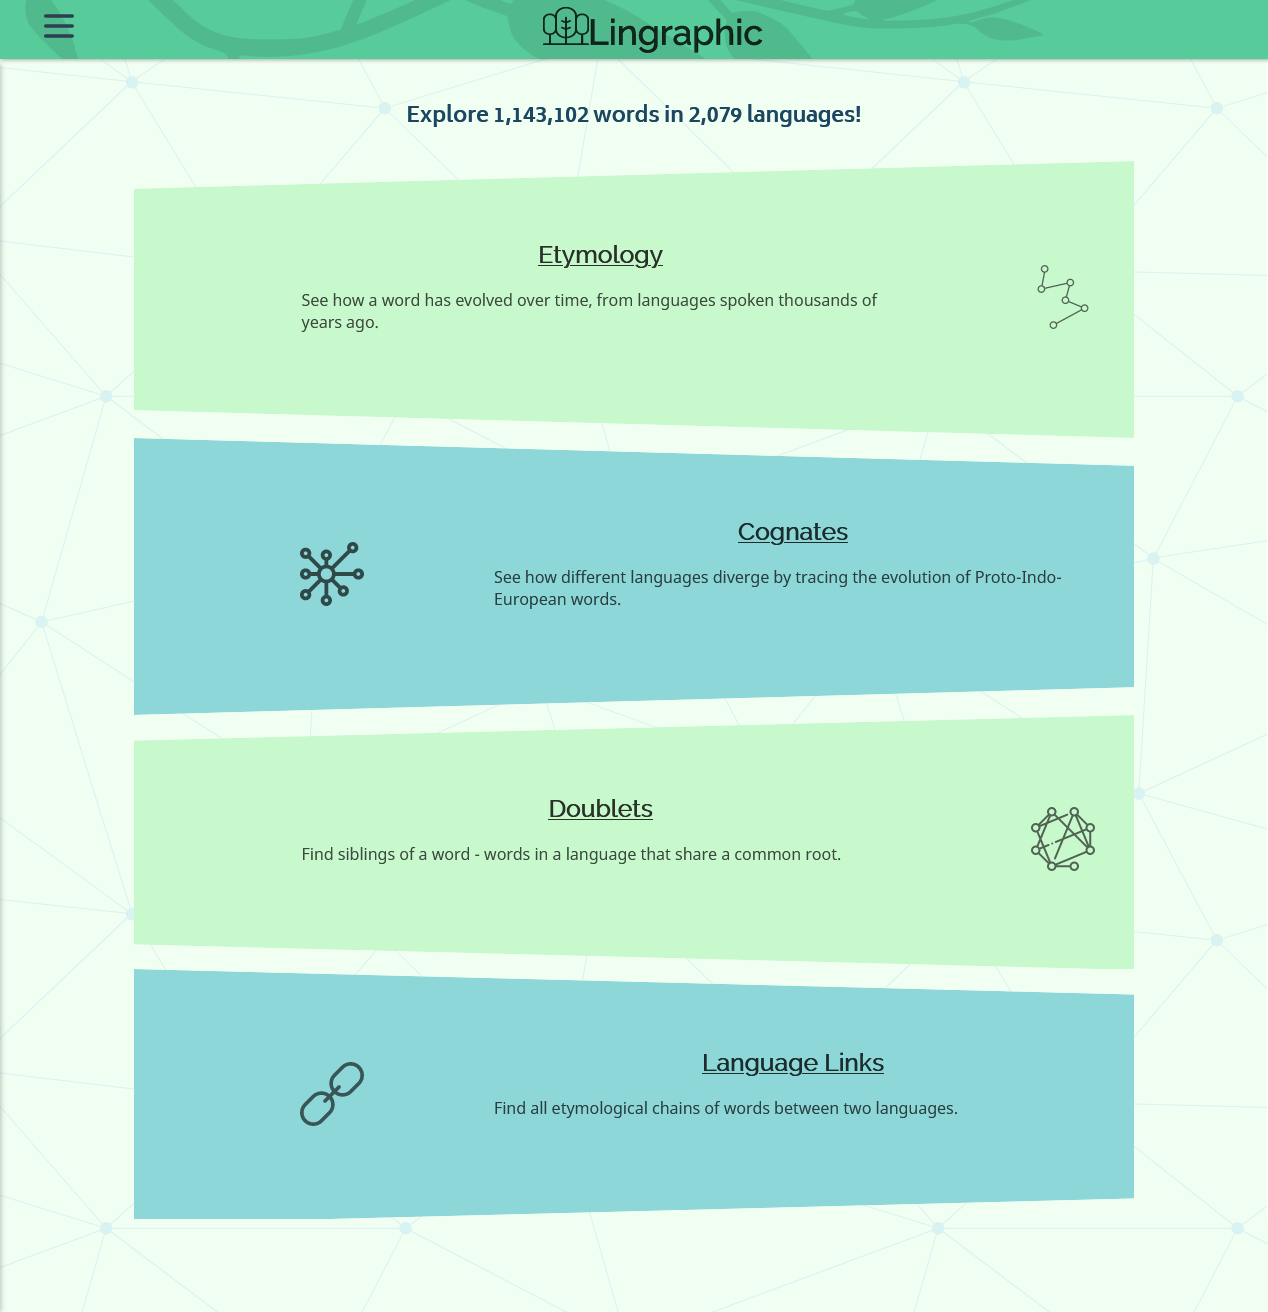 Lingraphic
Explore 1,143,102 words in 2,079 languages!
Etymology
See how a word has evolved over time, from languages spoken thousands of
years ago.
Cognates
See how different languages diverge by tracing the evolution of Proto-Indo-
European words.
Doublets
Find siblings of a word - words in a language that share a common root.
Language Links
Find all etymological chains of words between two languages.